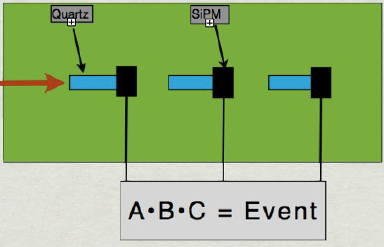 Quartz
SiPM
A•B•C = Event